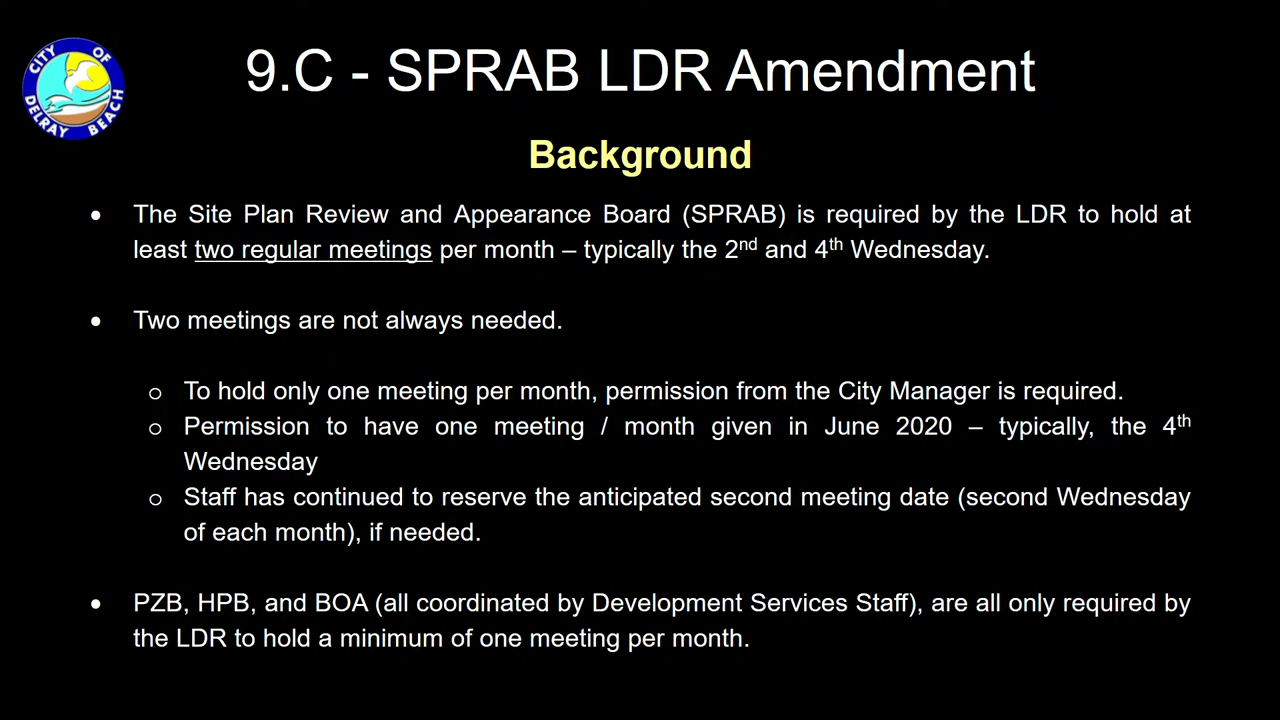 CITY OF
DELRAY BEACH
9.C - SPRAB LDR Amendment
Background
• The Site Plan Review and Appearance Board (SPRAB) is required by the LDR to hold at
least two regular meetings per month – typically the 2nd and 4th Wednesday.
• Two meetings are not always needed.
o To hold only one meeting per month, permission from the City Manager is required.
o Permission to have one meeting / month given in June 2020 – typically, the 4th
Wednesday
o Staff has continued to reserve the anticipated second meeting date (second Wednesday
of each month), if needed.
• PZB, HPB, and BOA (all coordinated by Development Services Staff), are all only required by
the LDR to hold a minimum of one meeting per month.